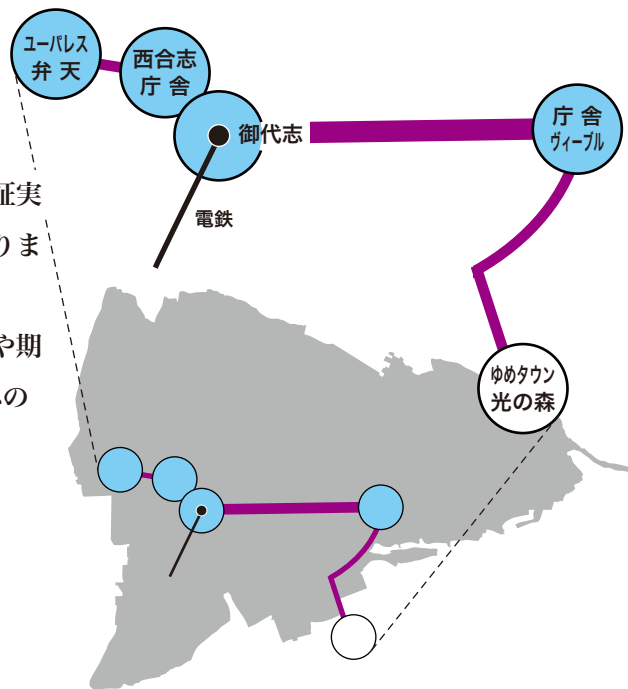 ユーパレス
弁天
西合志
庁舎
御代志
電鉄
庁舎
ヴィーブル
ゆめタウン
光の森
証実
りま
や期
の